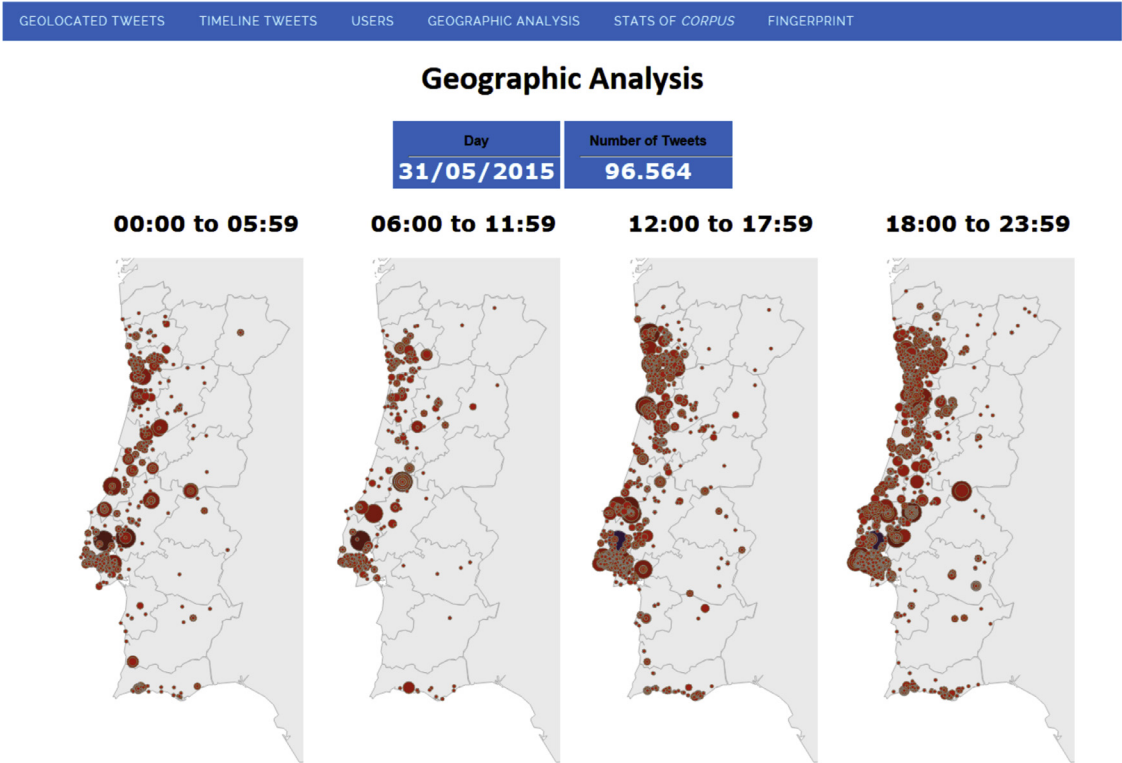 GEOLOCATED TWEETS TIMELINE TWEETS USERS GEOGRAPHIC ANALYSIS STATS OF CORPUS FINGERPRINT
Geographic Analysis
Day Number of Tweets
31/05/2015 96.564
00:00 to 05:59 06:00 to 11:59 12:00 to 17:59 18:00 to 23:59